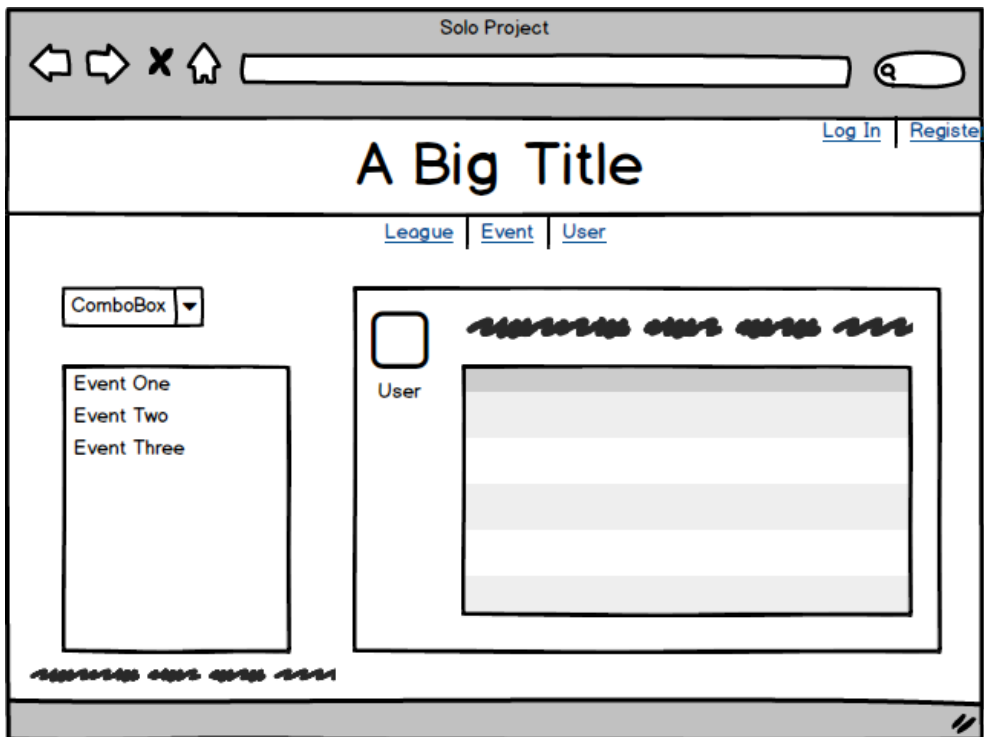 Solo Project
Log In Registe
A Big Title
League Event User
ComboBox
Event One
Event Two
Event Three
User